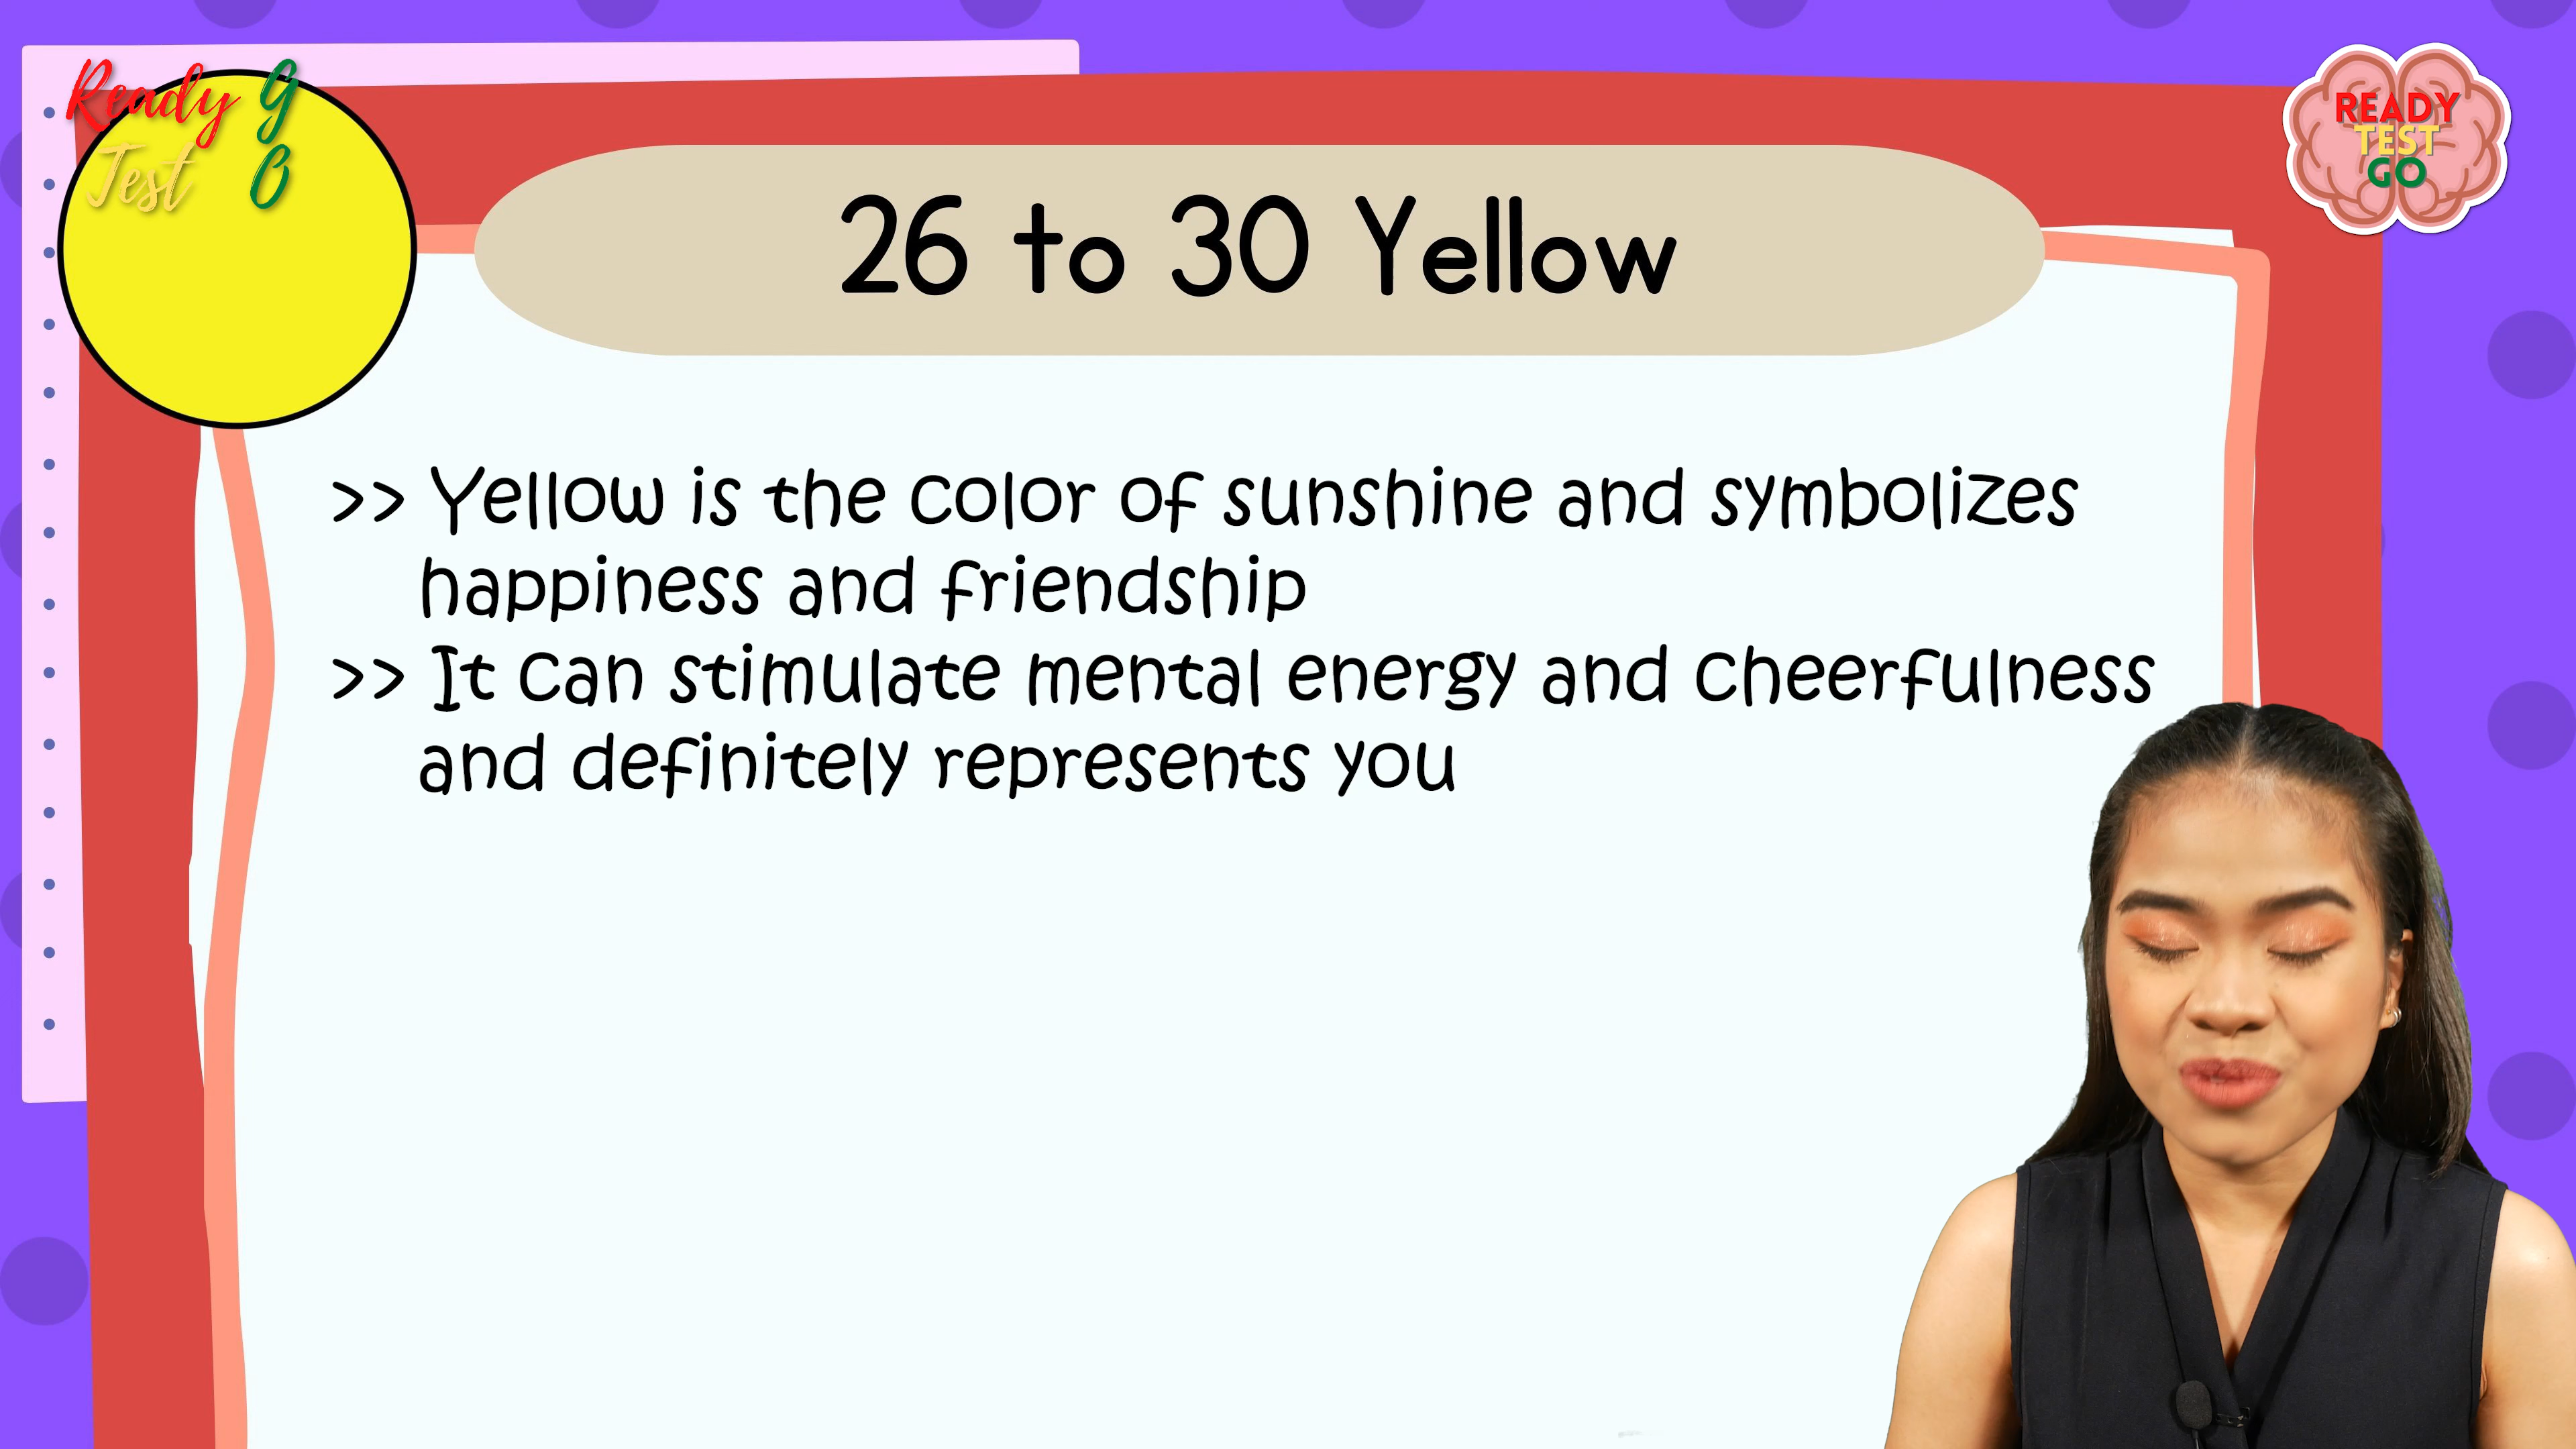 Ready G
Test O
READY
TEST
GO
26 to 30 Yellow
>> Yellow is the color of sunshine and symbolizes
happiness and friendship
>> It can stimulate mental energy and cheerfulness
and definitely represents you